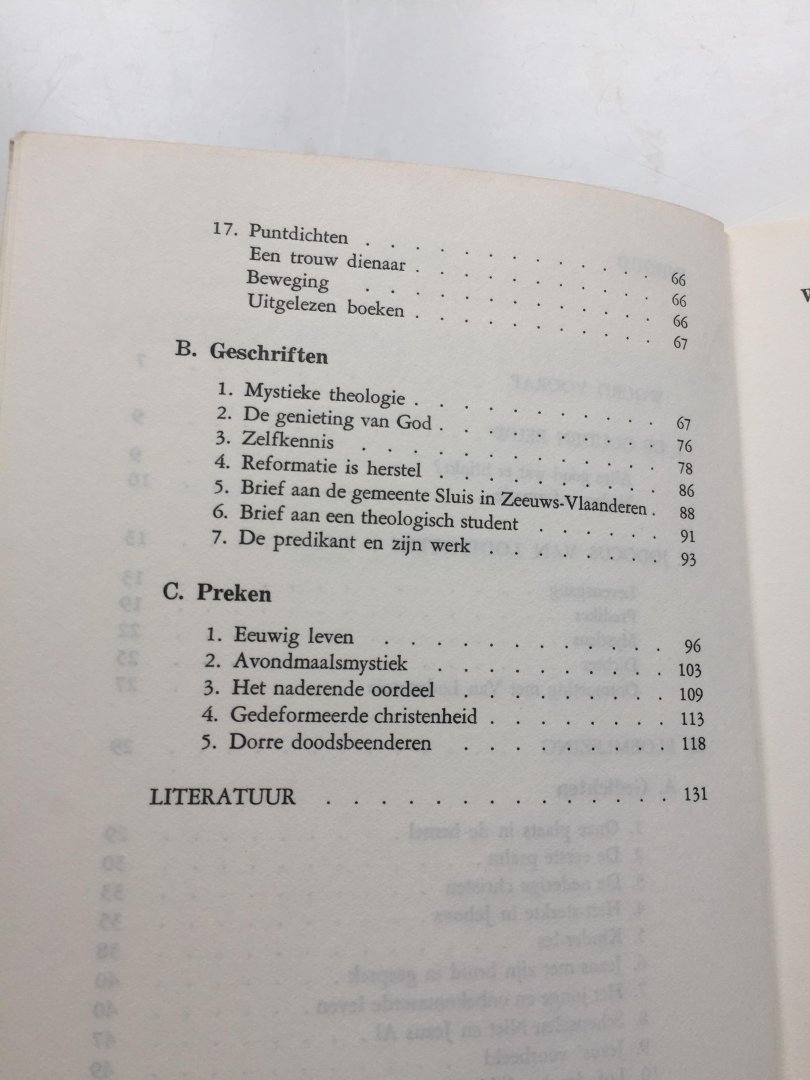 17. Puntdichten . . . . . . . . . . . . . 66
Een trouw dienaar . . . . . . . . . . . 66
Beweging . . . . . . . . . . . . . 66
Uitgelezen boeken . . . . . . . . . . . 67
B. Geschriften
1. Mystieke theologie . . . . . . . . . . . 67
2. De genieting van God . . . . . . . . . . 76
3. Zelfkennis . . . . . . . . . . . . . 78
4. Reformatie is herstel . . . . . . . . . . 86
5. Brief aan de gemeente Sluis in Zeeuws-Vlaanderen . 88
6. Brief aan een theologisch student . . . . . 91
7. De predikant en zijn werk . . . . . . . . 93
C. Preken
1. Eeuwig leven . . . . . . . . . . . . 96
2. Avondmaalsmystiek . . . . . . . . . . 103
3. Het naderende oordeel . . . . . . . . . 109
4. Gedeformeerde christenheid . . . . . . . 113
5. Dorre doodsbeenderen . . . . . . . . . 118
LITERATUUR . . . . . . . . . . . . . 131